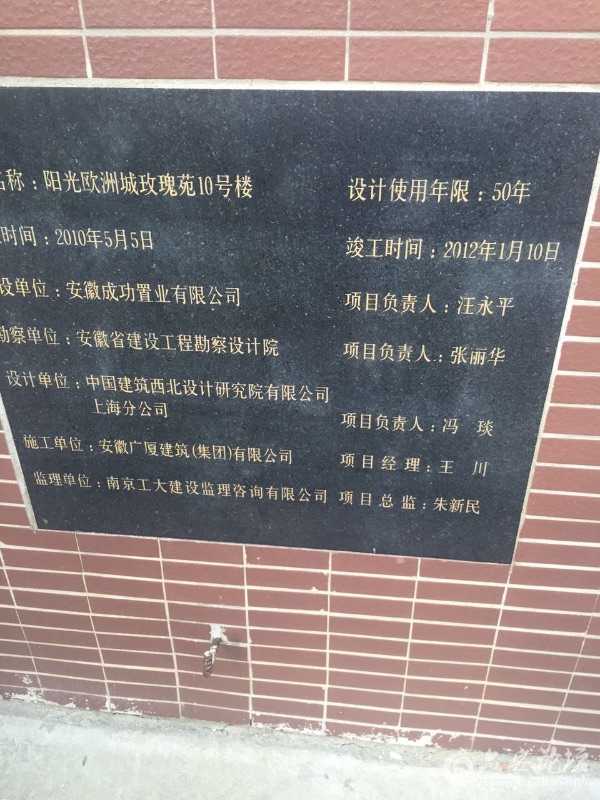 名称：阳光欧洲城玫瑰苑10号楼 设计使用年限：50年
时间：2010年5月5日 竣工时间：2012年1月10日
设单位：安徽成功置业有限公司 项目负责人：汪永平
勘察单位：安徽省建设工程勘察设计院 项目负责人：张丽华
设计单位：中国建筑西北设计研究院有限公司
上海分公司 项目负责人：冯 琰
施工单位：安徽广厦建筑(集团)有限公司 项目经理：王 川
监理单位：南京工大建设监理咨询有限公司 项目总监：朱新民